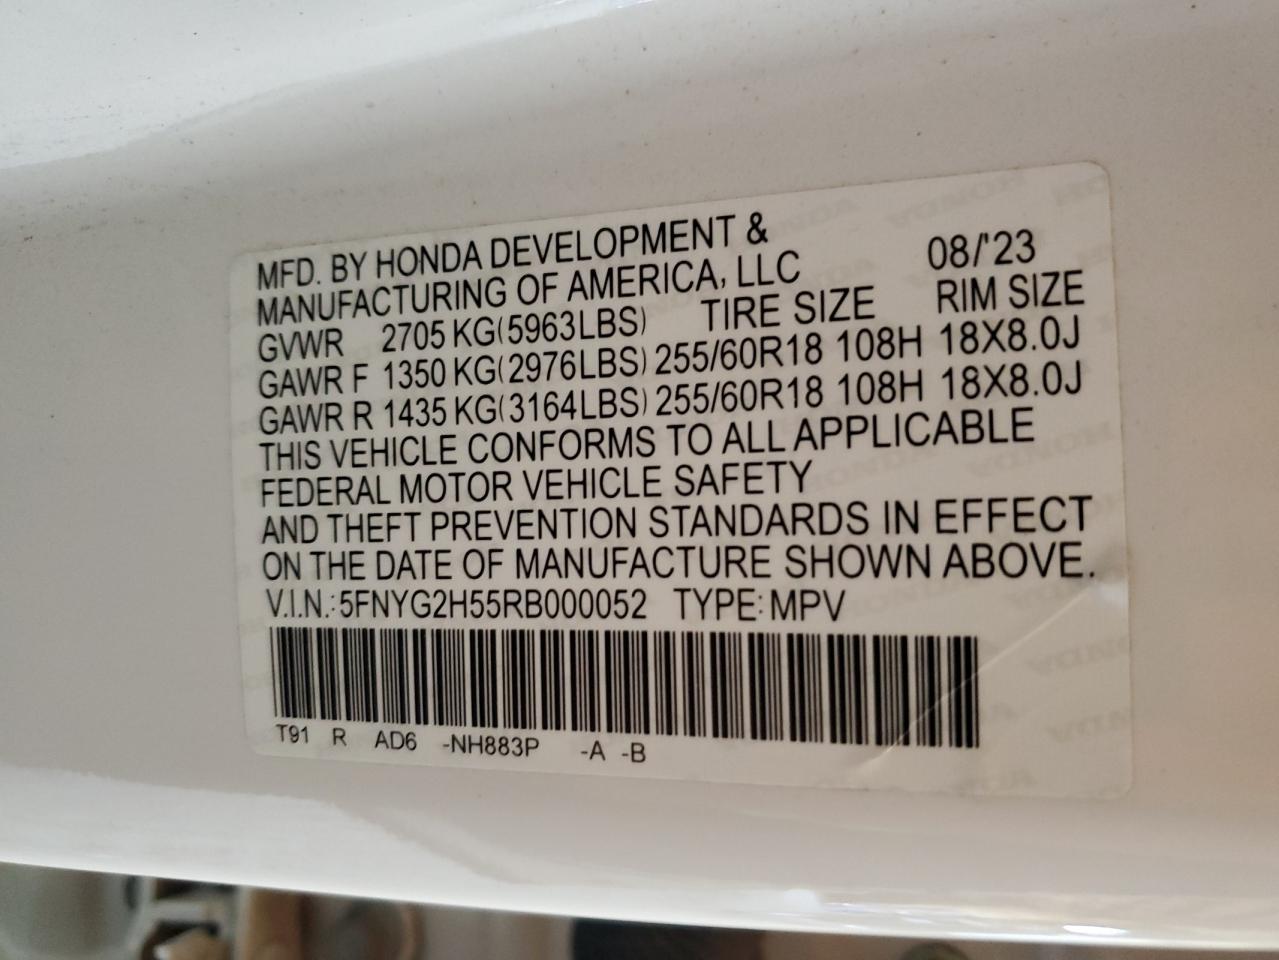 MFD. BY HONDA DEVELOPMENT &
MANUFACTURING OF AMERICA, LLC 08/'23
GVWR 2705 KG(5963LBS) TIRE SIZE RIM SIZE
GAWR F 1350 KG(2976LBS) 255/60R18 108H 18X8.0J
GAWR R 1435 KG(3164LBS) 255/60R18 108H 18X8.0J
THIS VEHICLE CONFORMS TO ALL APPLICABLE
FEDERAL MOTOR VEHICLE SAFETY
AND THEFT PREVENTION STANDARDS IN EFFECT
ON THE DATE OF MANUFACTURE SHOWN ABOVE.
V.I.N.: 5FNYG2H55RB000052 TYPE: MPV
T91 R AD6 -NH883P -A -B